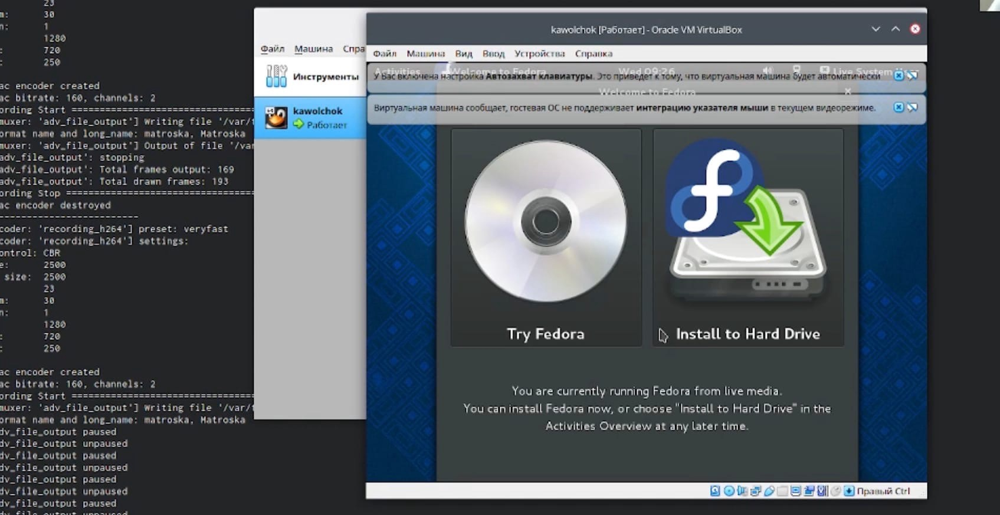 23
30
1
1280
720
250
ac encoder created
ac bitrate: 160, channels: 2
ording Start ==================================
muxer: 'adv_file_output'] Writing file '/var/
ormat name and long_name: matroska, Matroska
muxer: 'adv_file_output'] Output of file '/var
adv_file_output': stopping
adv_file_output': Total frames output: 169
adv_file_output': Total drawn frames: 193
ording Stop ===================================
ac encoder destroyed
-------------------------
coder: 'recording_h264'] preset: veryfast
coder: 'recording_h264'] settings:
ontrol: CBR
e: 2500
size: 2500
23
m: 30
n: 1
1280
: 720
: 250
ac encoder created
ac bitrate: 160, channels: 2
ording Start ==================================
muxer: 'adv_file_output'] Writing file '/var/
ormat name and long_name: matroska, Matroska
dv_file_output paused
dv_file_output unpaused
dv_file_output paused
dv_file_output unpaused
dv_file_output paused
dv_file_output unpaused
dv_file_output paused
dv_file_output unpaused
Файл Машина Спра
Инструменты
kawolchok
Работает
kawolchok [Работает] - Oracle VM VirtualBox
Файл Машина Вид Ввод Устройства Справка
Activities Welcome to Fedora Wed 09:26 Live System User
У Вас включена настройка Автозахват клавиатуры. Это приведет к тому, что виртуальная машина будет автоматически
Welcome to Fedora
Виртуальная машина сообщает, гостевая ОС не поддерживает интеграцию указателя мыши в текущем видеорежиме.
Try Fedora
Install to Hard Drive
You are currently running Fedora from live media.
You can install Fedora now, or choose "Install to Hard Drive" in the
Activities Overview at any later time.
Правый Ctrl